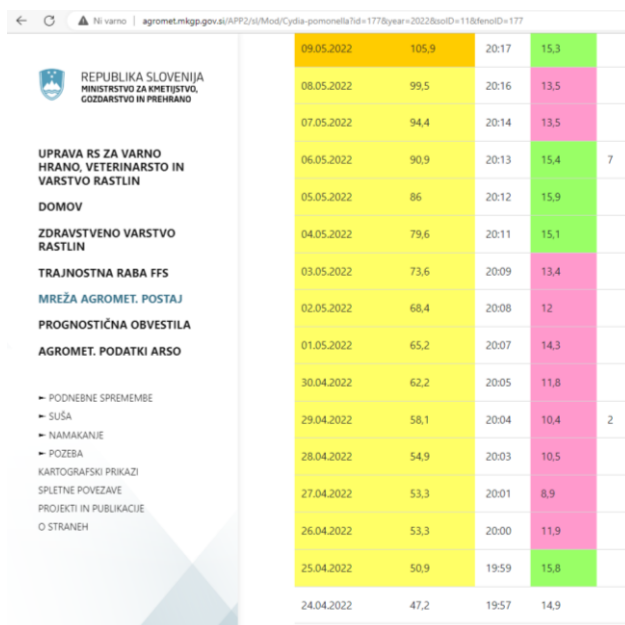 Ni varno | agromet.mkgp.gov.si/APP2/sl/Mod/Cydia-pomonella?id=177&year=2022&solD=11&fenolD=177
REPUBLIKA SLOVENIJA
MINISTRSTVO ZA KMETIJSTVO,
GOZDARSTVO IN PREHRANO
UPRAVA RS ZA VARNO
HRANO, VETERINARSTO IN
VARSTVO RASTLIN
DOMOV
ZDRAVSTVENO VARSTVO
RASTLIN
TRAJNOSTNA RABA FFS
MREŽA AGROMET. POSTAJ
PROGNOSTIČNA OBVESTILA
AGROMET. PODATKI ARSO
► PODNEBNE SPREMEMBE
► SUŠA
► NAMAKANJE
► POZEBA
KARTOGRAFSKI PRIKAZI
SPLETNE POVEZAVE
PROJEKTI IN PUBLIKACIJE
O STRANEH
09.05.2022 105,9 20:17 15,3
08.05.2022 99,5 20:16 13,5
07.05.2022 94,4 20:14 13,5
06.05.2022 90,9 20:13 15,4 7
05.05.2022 86 20:12 15,9
04.05.2022 79,6 20:11 15,1
03.05.2022 73,6 20:09 13,4
02.05.2022 68,4 20:08 12
01.05.2022 65,2 20:07 14,3
30.04.2022 62,2 20:05 11,8
29.04.2022 58,1 20:04 10,4 2
28.04.2022 54,9 20:03 10,5
27.04.2022 53,3 20:01 8,9
26.04.2022 53,3 20:00 11,9
25.04.2022 50,9 19:59 15,8
24.04.2022 47,2 19:57 14,9